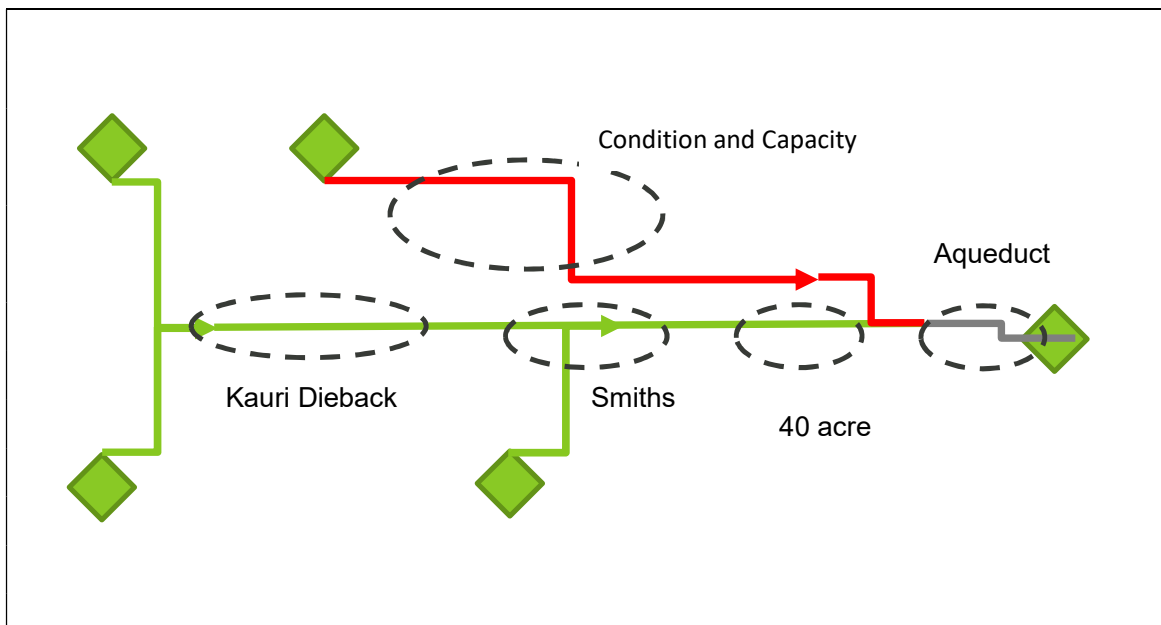 Condition and Capacity
Aqueduct
Kauri Dieback
Smiths
40 acre